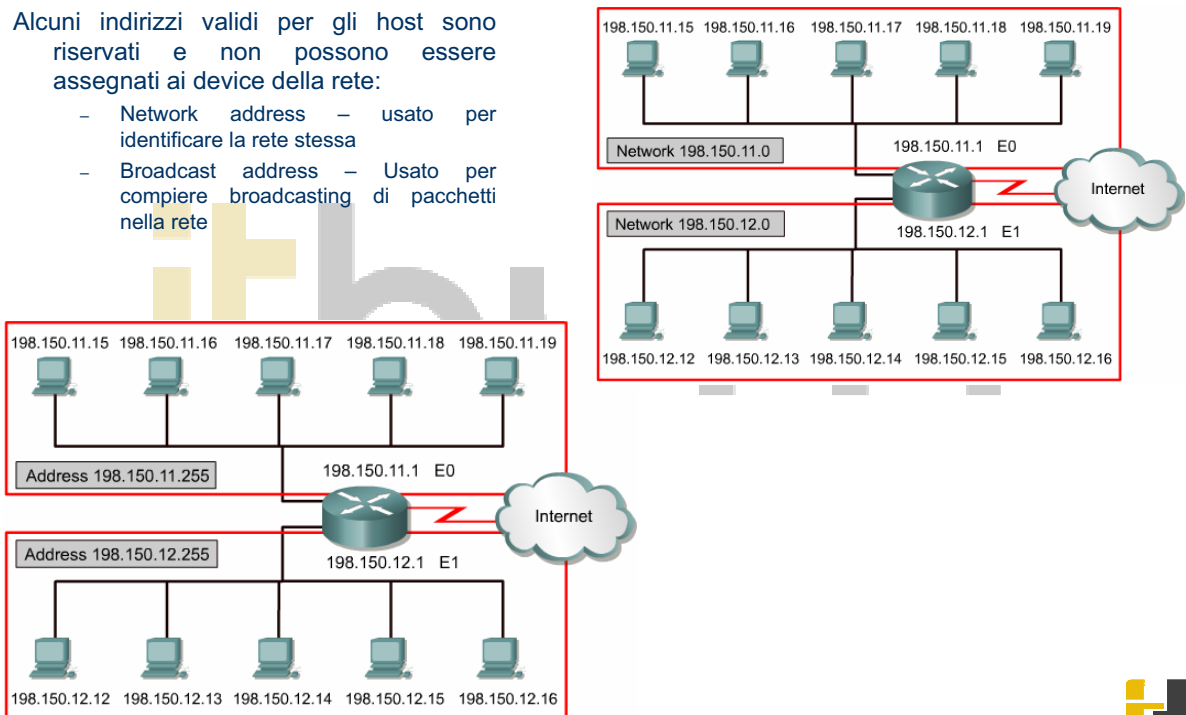 Alcuni indirizzi validi per gli host sono
riservati e non possono essere
assegnati ai device della rete:
– Network address – usato per
identificare la rete stessa
– Broadcast address – Usato per
compiere broadcasting di pacchetti
nella rete
198.150.11.15 198.150.11.16 198.150.11.17 198.150.11.18 198.150.11.19
Network 198.150.11.0
198.150.11.1 E0
Internet
Network 198.150.12.0
198.150.12.1 E1
198.150.12.12 198.150.12.13 198.150.12.14 198.150.12.15 198.150.12.16
198.150.11.15 198.150.11.16 198.150.11.17 198.150.11.18 198.150.11.19
Address 198.150.11.255
198.150.11.1 E0
Internet
Address 198.150.12.255
198.150.12.1 E1
198.150.12.12 198.150.12.13 198.150.12.14 198.150.12.15 198.150.12.16